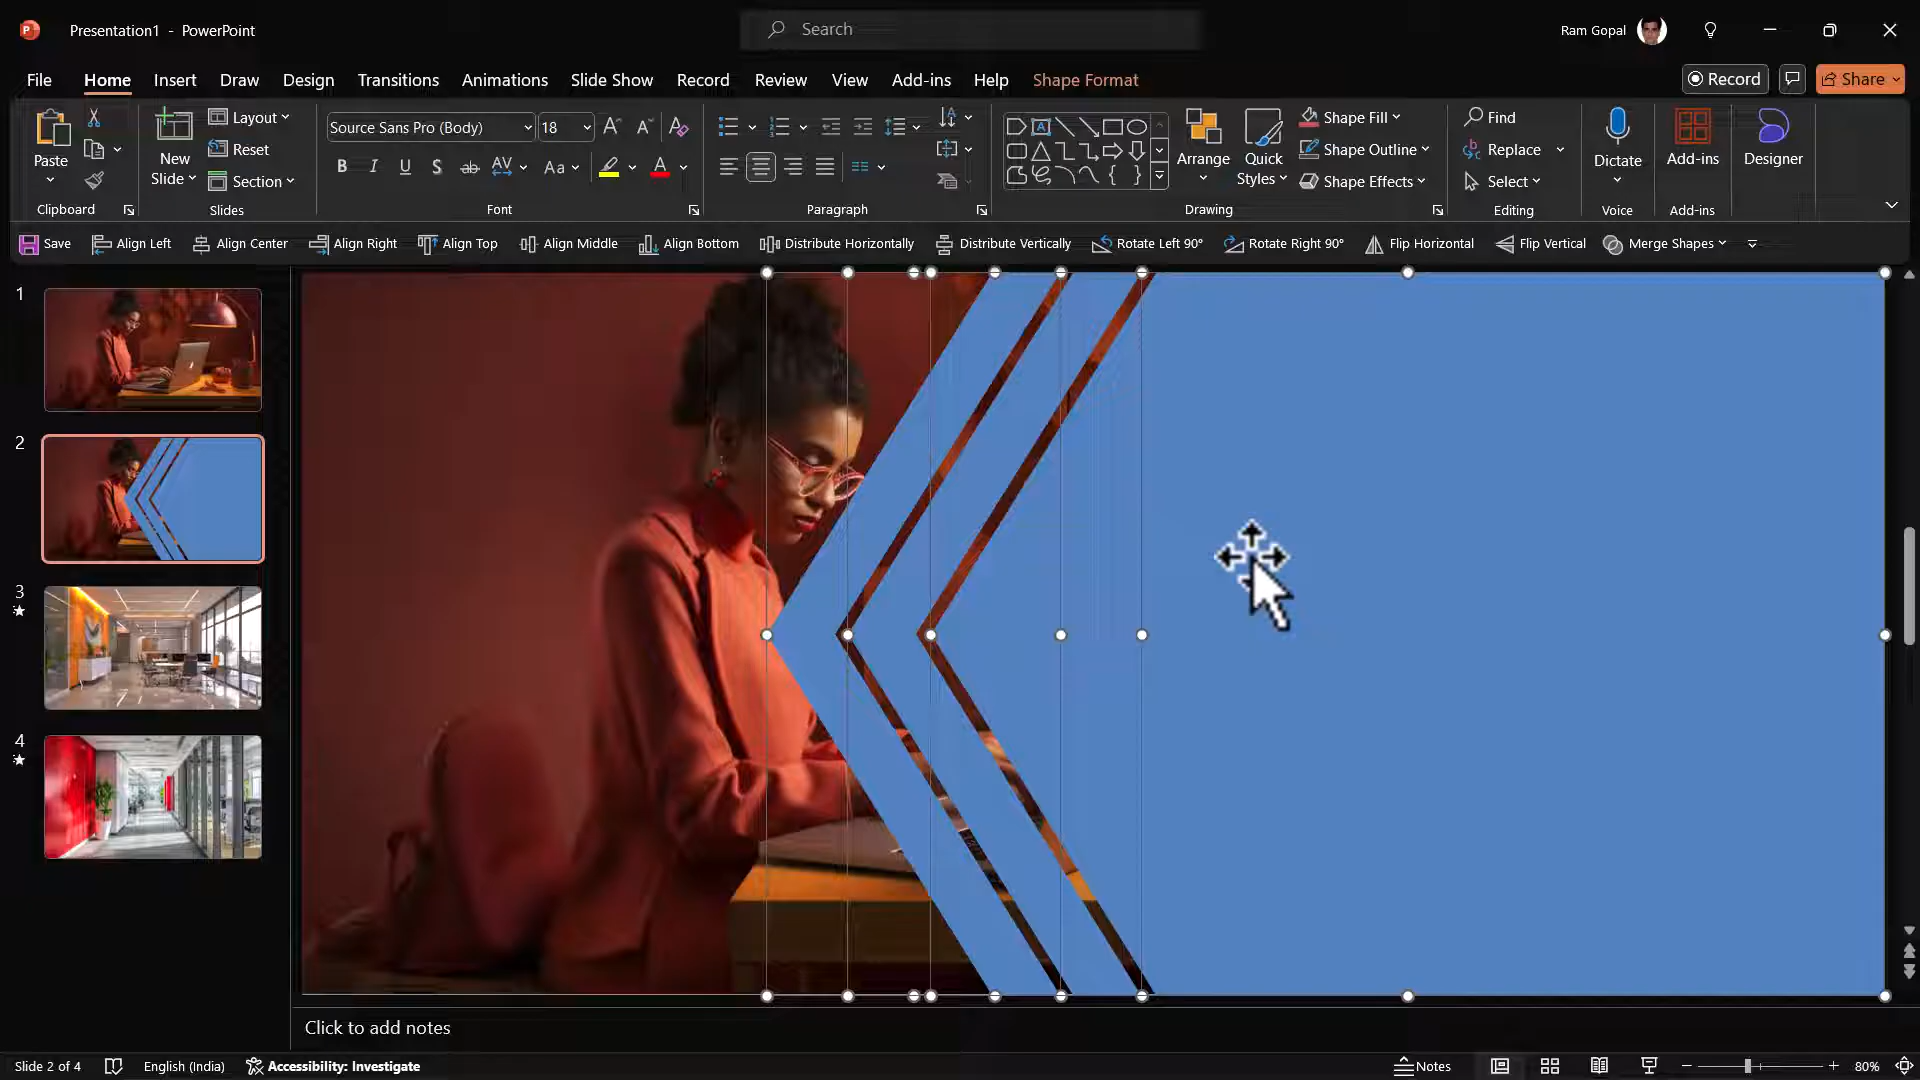 Presentation1 - PowerPoint
Search
Ram Gopal
File Home Insert Draw Design Transitions Animations Slide Show Record Review View Add-ins Help Shape Format
Record
Share
Paste
New Slide
Layout
Reset
Section
Source Sans Pro (Body)
18
Arrange
Quick Styles
Shape Fill
Shape Outline
Shape Effects
Find
Replace
Select
Dictate
Add-ins
Designer
Clipboard
Slides
Font
Paragraph
Drawing
Editing
Voice
Add-ins
Save Align Left Align Center Align Right Align Top Align Middle Align Bottom Distribute Horizontally Distribute Vertically Rotate Left 90° Rotate Right 90° Flip Horizontal Flip Vertical Merge Shapes
1
2
3
4
Click to add notes
Slide 2 of 4
English (India)
Accessibility: Investigate
Notes
80%